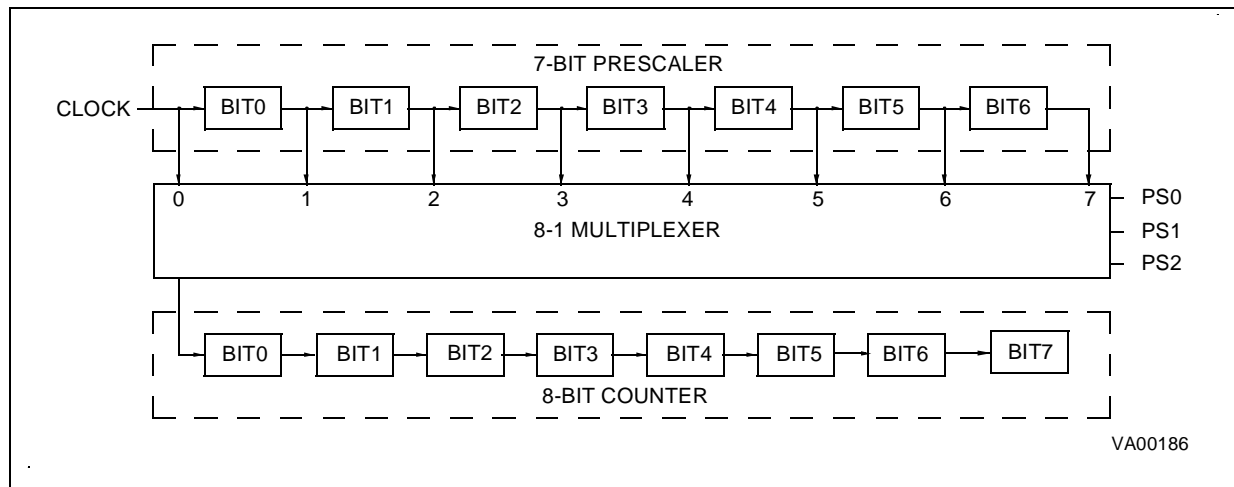 7-BIT PRESCALER
CLOCK BIT0 BIT1 BIT2 BIT3 BIT4 BIT5 BIT6
0 1 2 3 4 5 6 7 PS0
8-1 MULTIPLEXER PS1
PS2
BIT0 BIT1 BIT2 BIT3 BIT4 BIT5 BIT6 BIT7
8-BIT COUNTER
VA00186